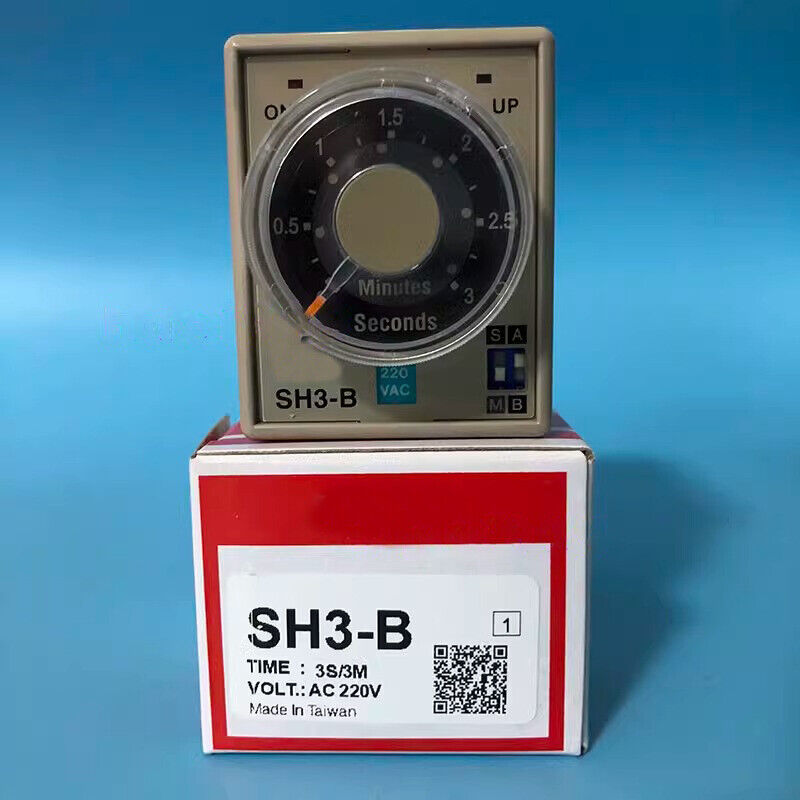 ON UP
0.5 1 1.5 2 2.5 3
Minutes
Seconds
S A
M B
220
VAC
SH3-B
SH3-B
1
TIME : 3S/3M
VOLT.: AC 220V
Made In Taiwan